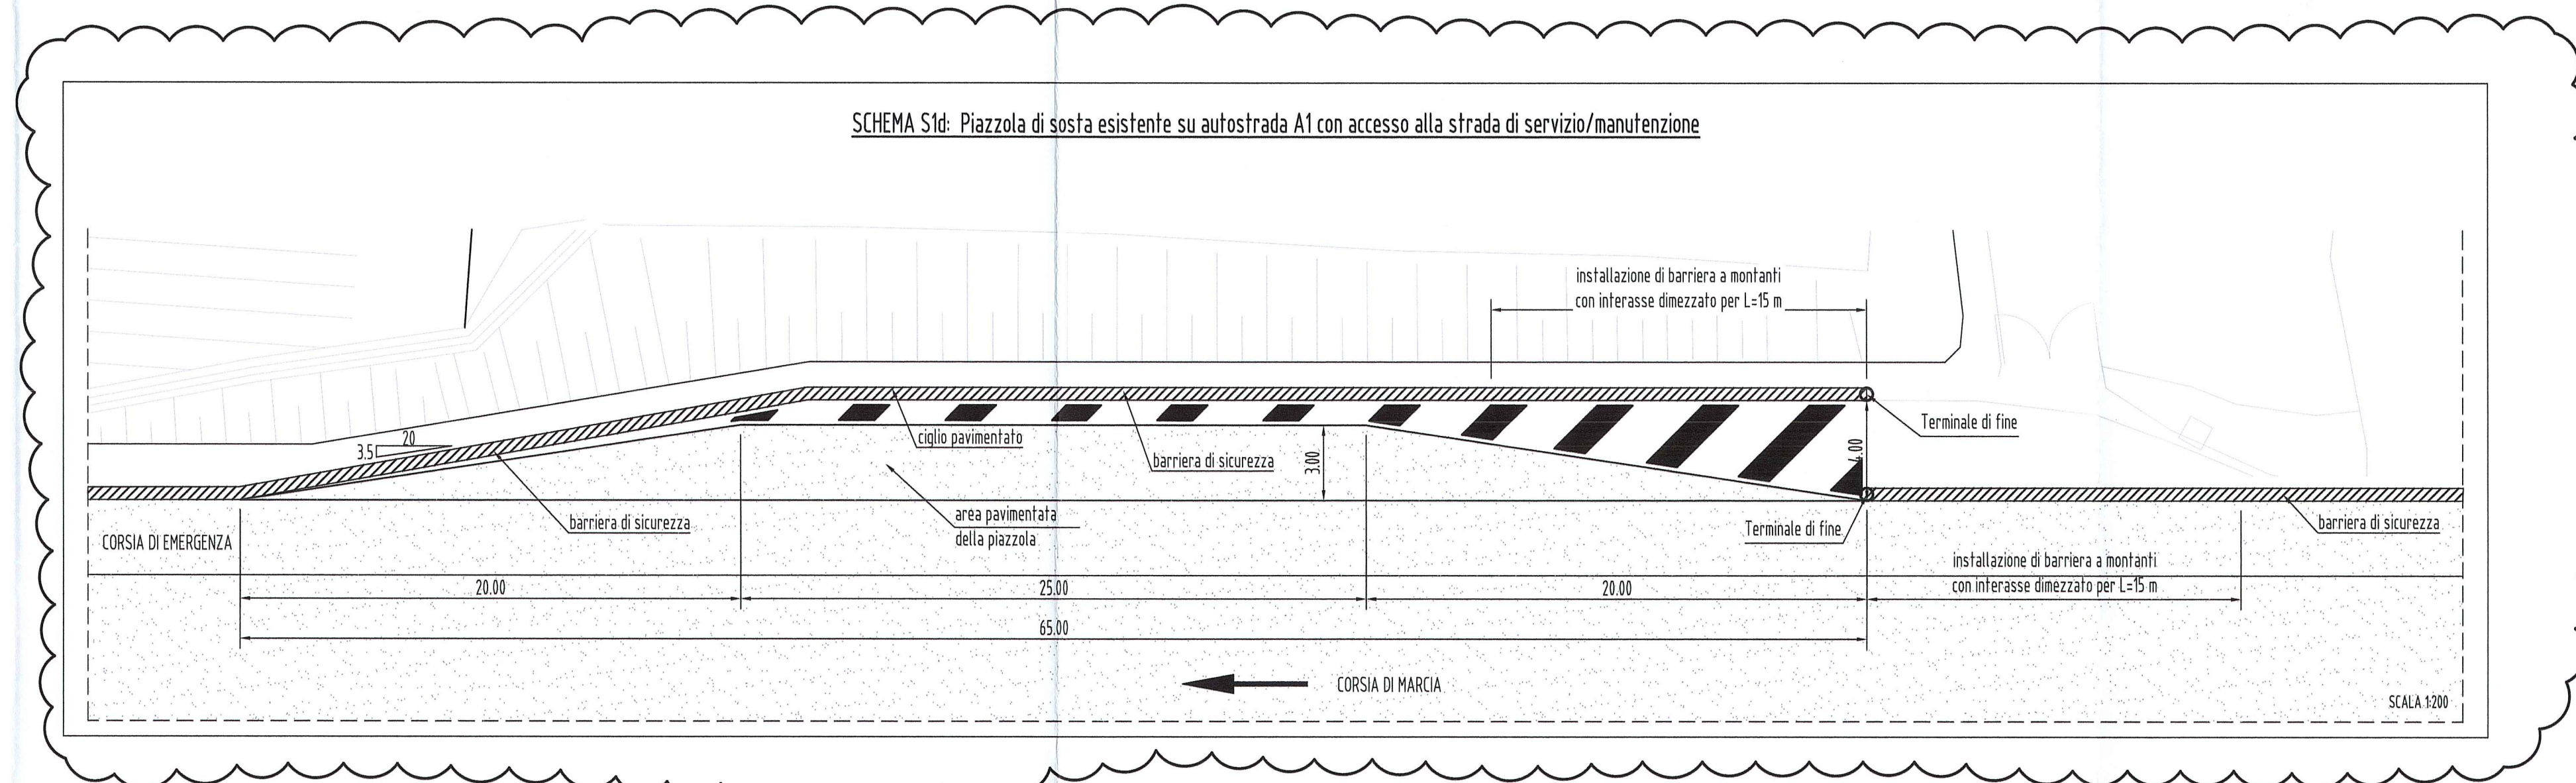 SCHEMA S1d: Piazzola di sosta esistente su autostrada A1 con accesso alla strada di servizio/manutenzione
installazione di barriera a montanti
con interasse dimezzato per L=15 m
Terminale di fine
20
3.5
ciglio pavimentato
barriera di sicurezza
3.00
4.00
barriera di sicurezza
area pavimentata
della piazzola
Terminale di fine
barriera di sicurezza
CORSIA DI EMERGENZA
installazione di barriera a montanti
con interasse dimezzato per L=15 m
20.00
25.00
20.00
65.00
CORSIA DI MARCIA
SCALA 1:200